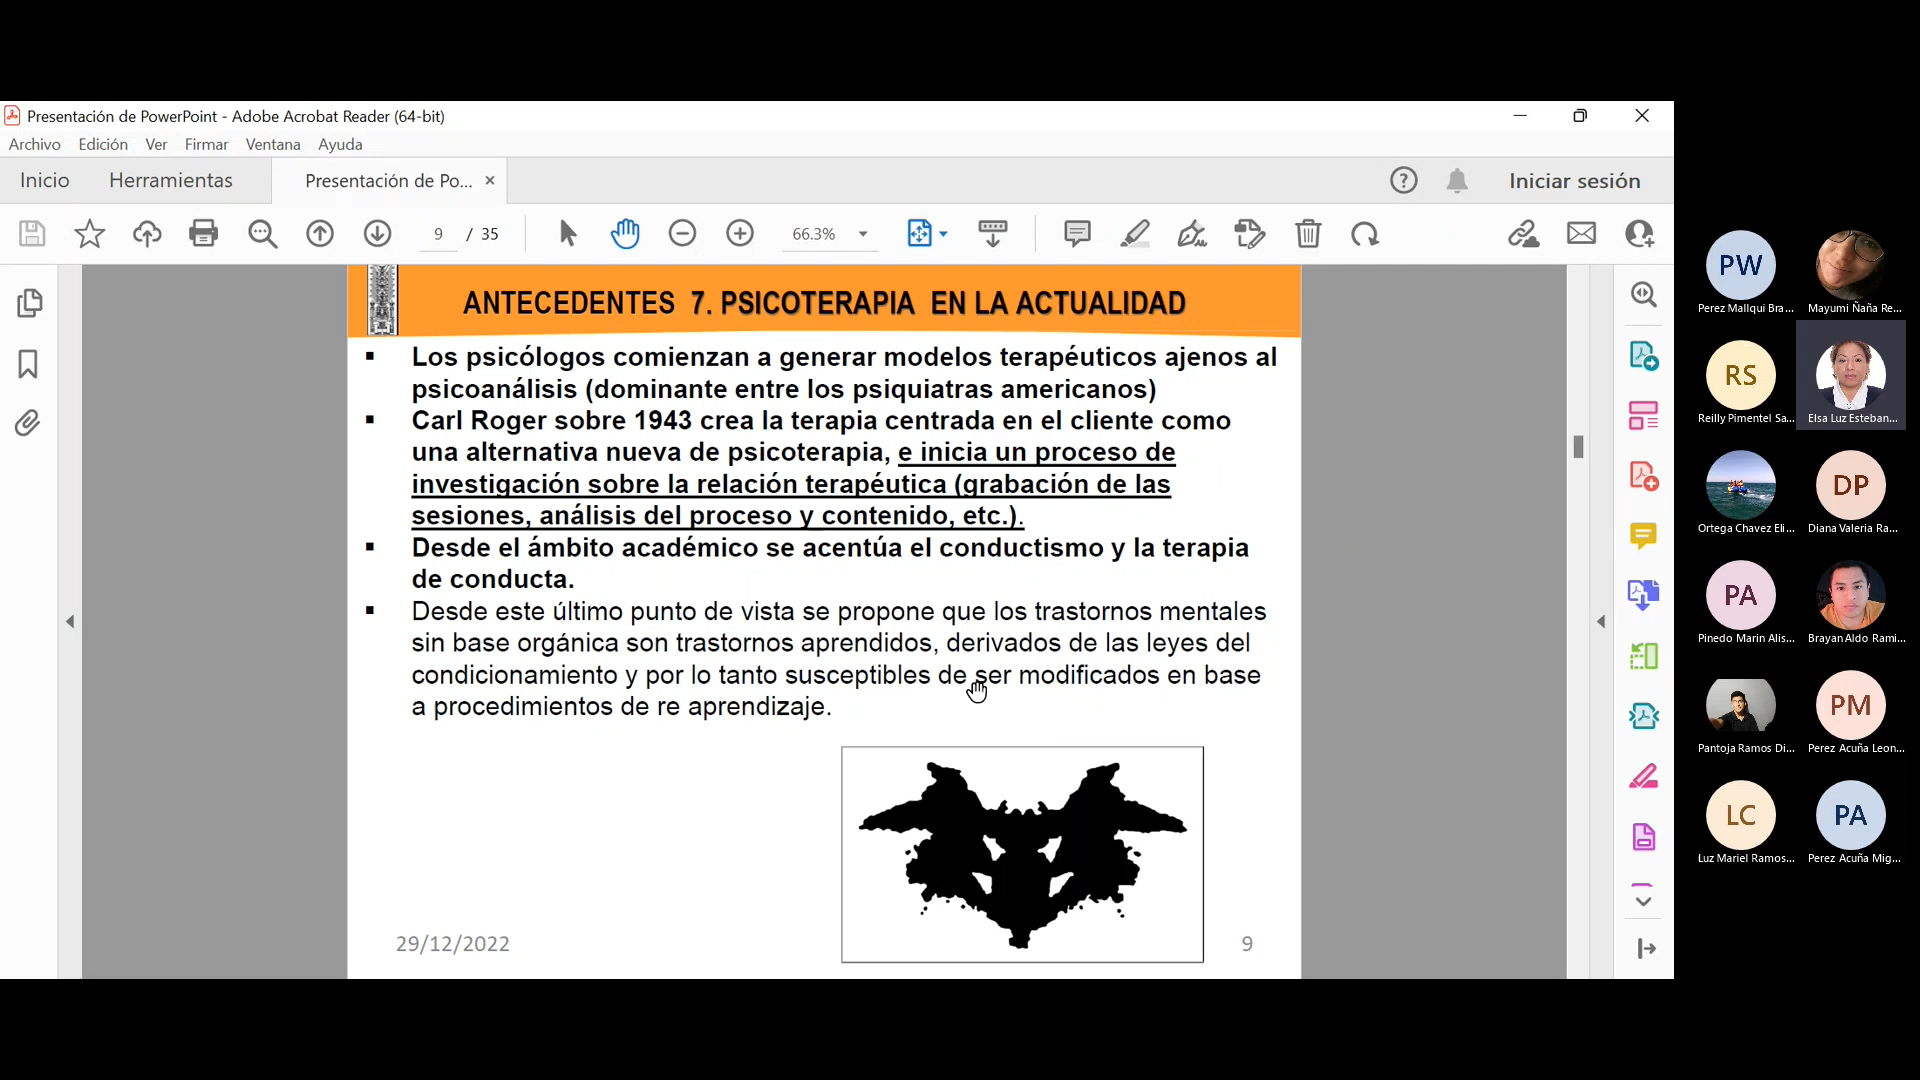 Presentación de PowerPoint - Adobe Acrobat Reader (64-bit)
Archivo Edición Ver Firmar Ventana Ayuda
Inicio Herramientas Presentación de Po... × Iniciar sesión
9 / 35 66.3%
ANTECEDENTES 7. PSICOTERAPIA EN LA ACTUALIDAD
▪ Los psicólogos comienzan a generar modelos terapéuticos ajenos al
psicoanálisis (dominante entre los psiquiatras americanos)
▪ Carl Roger sobre 1943 crea la terapia centrada en el cliente como
una alternativa nueva de psicoterapia, e inicia un proceso de
investigación sobre la relación terapéutica (grabación de las
sesiones, análisis del proceso y contenido, etc.).
▪ Desde el ámbito académico se acentúa el conductismo y la terapia
de conducta.
▪ Desde este último punto de vista se propone que los trastornos mentales
sin base orgánica son trastornos aprendidos, derivados de las leyes del
condicionamiento y por lo tanto susceptibles de ser modificados en base
a procedimientos de re aprendizaje.
29/12/2022 9
PW
Perez Mallqui Bra... Mayumi Ñaña Re...
RS
Reilly Pimentel Sa... Elsa Luz Esteban...
DP
Ortega Chavez Eli... Diana Valeria Ra...
PA
Pinedo Marin Alis... Brayan Aldo Rami...
PM
Pantoja Ramos Di... Perez Acuña Leon...
LC PA
Luz Mariel Ramos... Perez Acuña Mig...